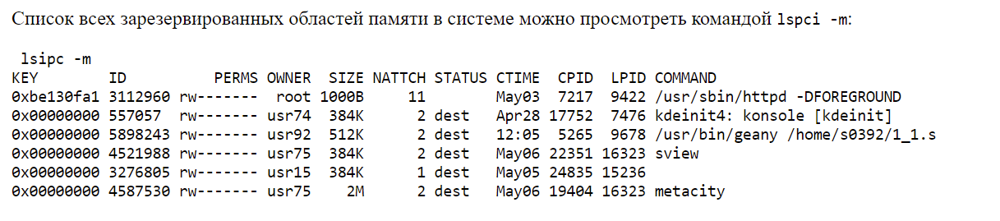 Список всех зарезервированных областей памяти в системе можно просмотреть командой lspci -m:
lsipc -m
KEY ID PERMS OWNER SIZE NATTCH STATUS CTIME CPID LPID COMMAND
0xbe130fa1 3112960 rw------- root 1000B 11 May03 7217 9422 /usr/sbin/httpd -DFOREGROUND
0x00000000 557057 rw------- usr74 384K 2 dest Apr28 17752 7476 kdeinit4: konsole [kdeinit]
0x00000000 5898243 rw------- usr92 512K 2 dest 12:05 5265 9678 /usr/bin/geany /home/s0392/1_1.s
0x00000000 4521988 rw------- usr75 384K 2 dest May06 22351 16323 sview
0x00000000 3276805 rw------- usr15 384K 1 dest May05 24835 15236
0x00000000 4587530 rw------- usr75 2M 2 dest May06 19404 16323 metacity